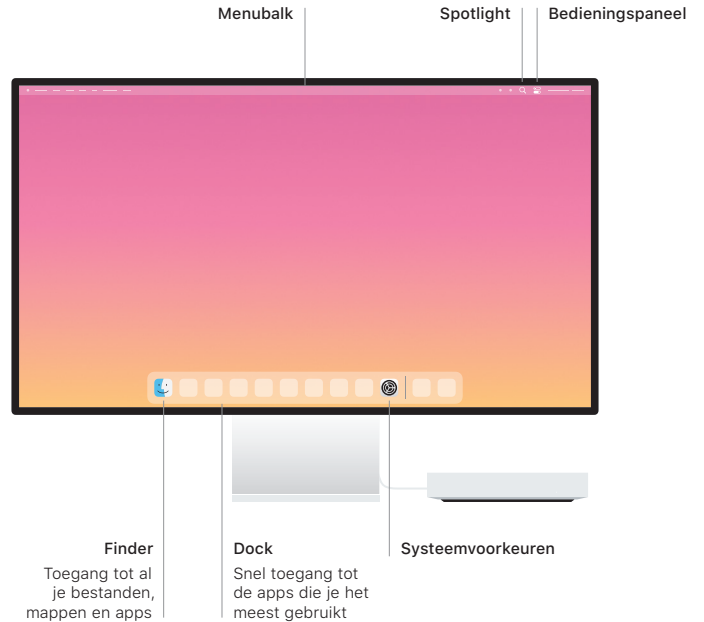 Menubalk
Spotlight
Bedieningspaneel
Finder
Toegang tot al
je bestanden,
mappen en apps
Dock
Snel toegang tot
de apps die je het
meest gebruikt
Systeemvoorkeuren